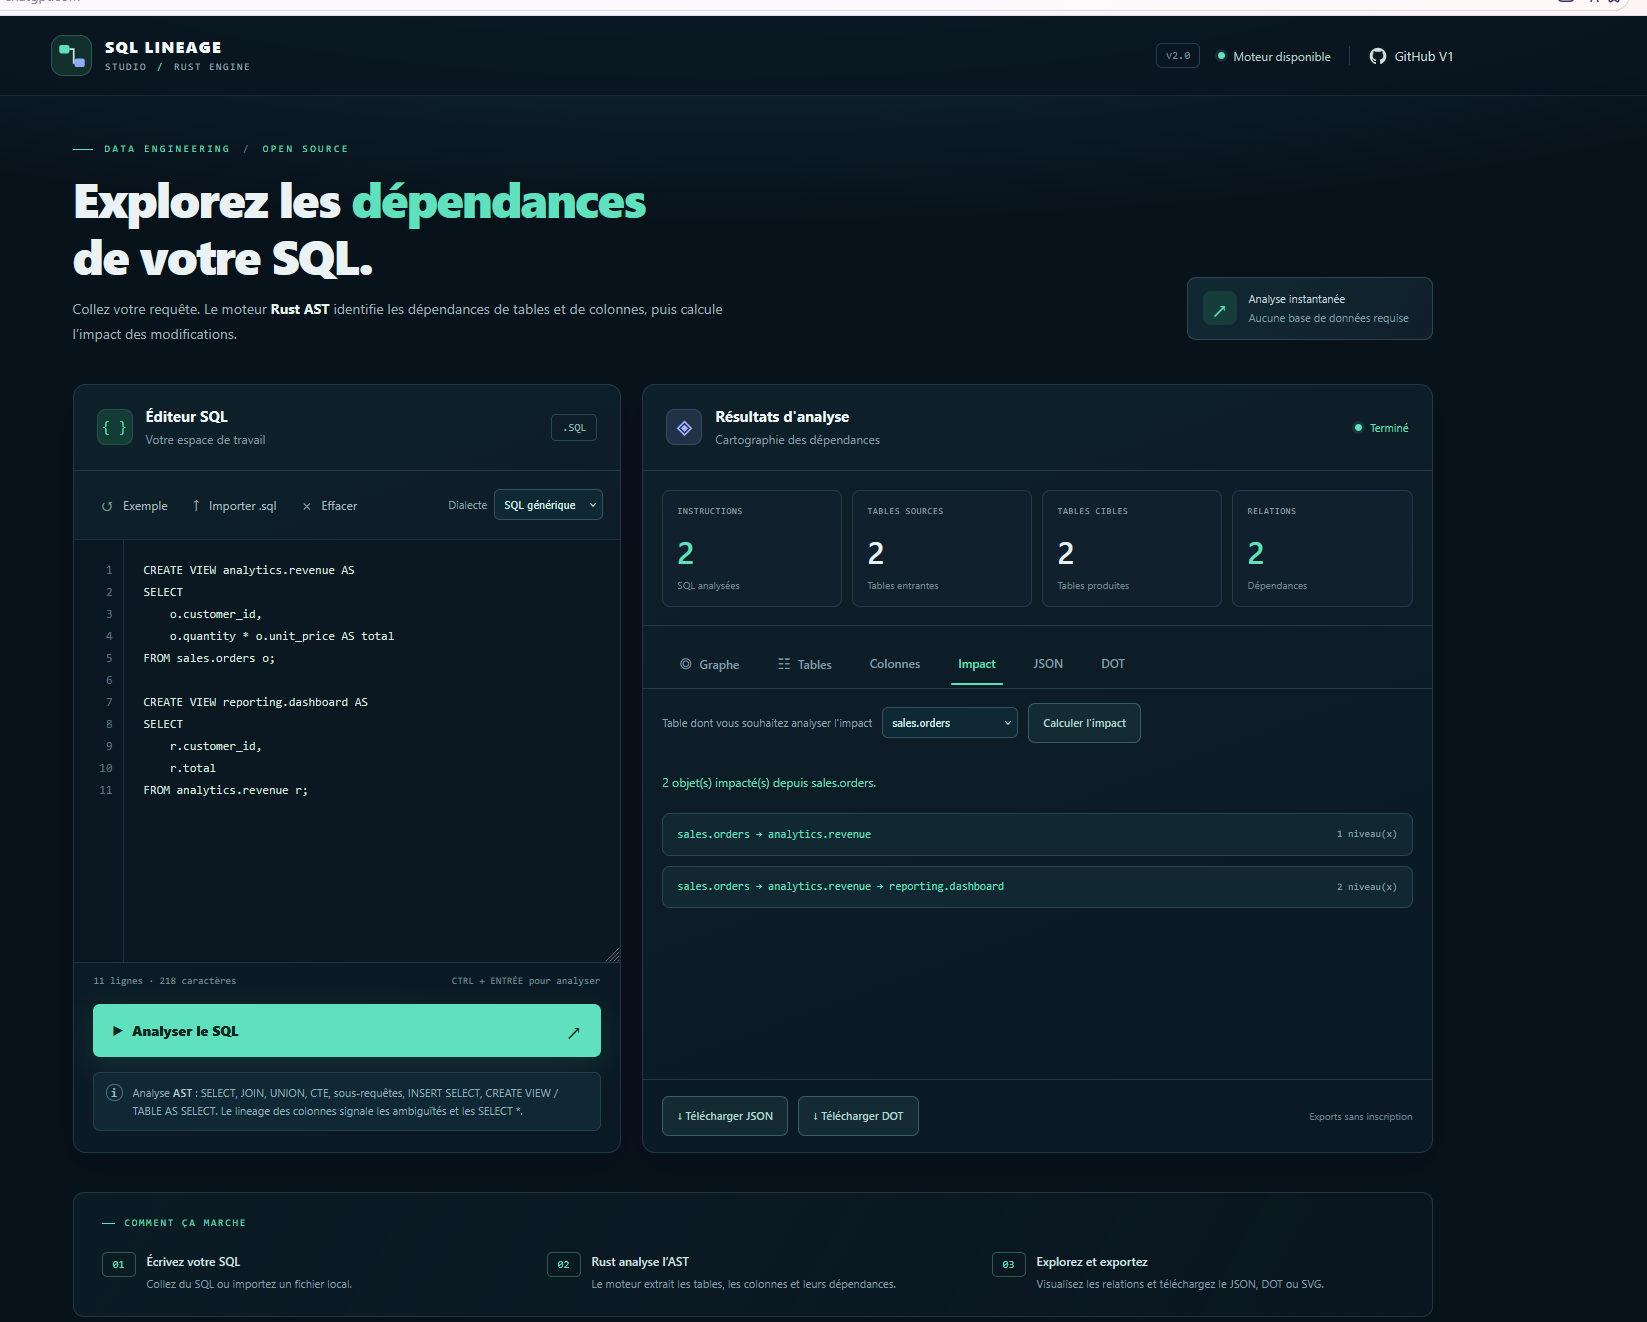 SQL LINEAGE
STUDIO / RUST ENGINE
v2.0
Moteur disponible
GitHub V1
DATA ENGINEERING / OPEN SOURCE
Explorez les dépendances
de votre SQL.
Collez votre requête. Le moteur Rust AST identifie les dépendances de tables et de colonnes, puis calcule
l’impact des modifications.
Analyse instantanée
Aucune base de données requise
{ }
Éditeur SQL
Votre espace de travail
.SQL
Exemple
Importer .sql
Effacer
Dialecte
SQL générique
1 CREATE VIEW analytics.revenue AS
2 SELECT
3 o.customer_id,
4 o.quantity * o.unit_price AS total
5 FROM sales.orders o;
6
7 CREATE VIEW reporting.dashboard AS
8 SELECT
9 r.customer_id,
10 r.total
11 FROM analytics.revenue r;
11 lignes · 218 caractères
CTRL + ENTRÉE pour analyser
Analyser le SQL
Analyse AST : SELECT, JOIN, UNION, CTE, sous-requêtes, INSERT SELECT, CREATE VIEW /
TABLE AS SELECT. Le lineage des colonnes signale les ambiguïtés et les SELECT *.
Résultats d'analyse
Cartographie des dépendances
Terminé
INSTRUCTIONS
2
SQL analysées
TABLES SOURCES
2
Tables entrantes
TABLES CIBLES
2
Tables produites
RELATIONS
2
Dépendances
Graphe
Tables
Colonnes
Impact
JSON
DOT
Table dont vous souhaitez analyser l'impact
sales.orders
Calculer l'impact
2 objet(s) impacté(s) depuis sales.orders.
sales.orders → analytics.revenue
1 niveau(x)
sales.orders → analytics.revenue → reporting.dashboard
2 niveau(x)
↓ Télécharger JSON
↓ Télécharger DOT
Exports sans inscription
COMMENT ÇA MARCHE
01
Écrivez votre SQL
Collez du SQL ou importez un fichier local.
02
Rust analyse l’AST
Le moteur extrait les tables, les colonnes et leurs dépendances.
03
Explorez et exportez
Visualisez les relations et téléchargez le JSON, DOT ou SVG.